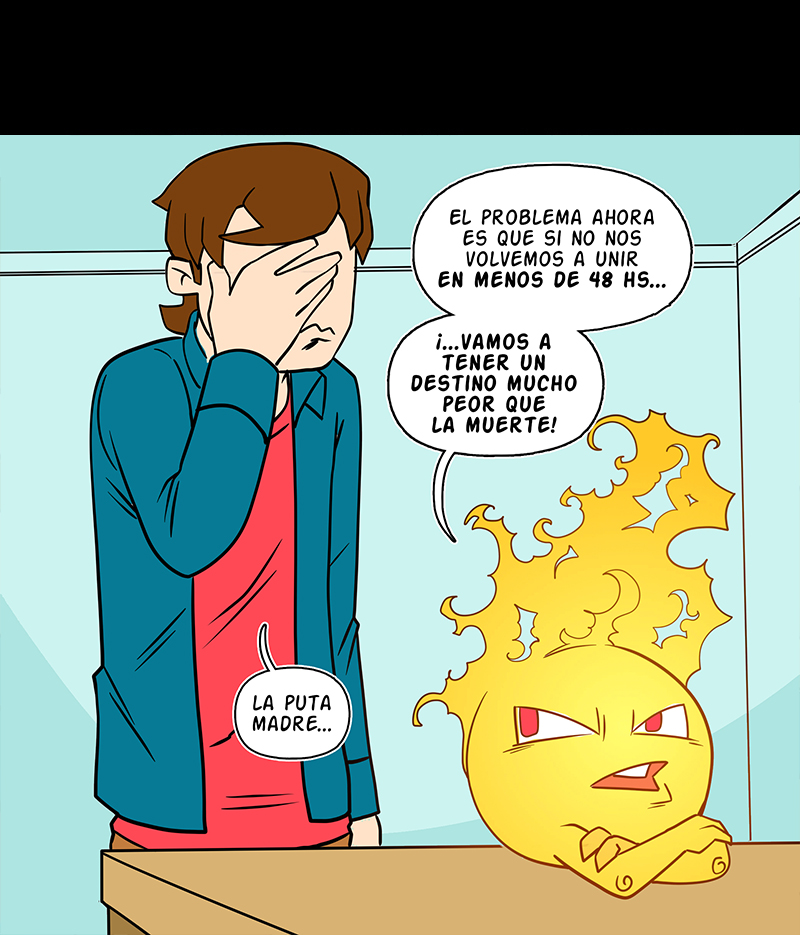 EL PROBLEMA AHORA
ES QUE SI NO NOS
VOLVEMOS A UNIR
EN MENOS DE 48 HS...
¡...VAMOS A
TENER UN
DESTINO MUCHO
PEOR QUE
LA MUERTE!
LA PUTA
MADRE...